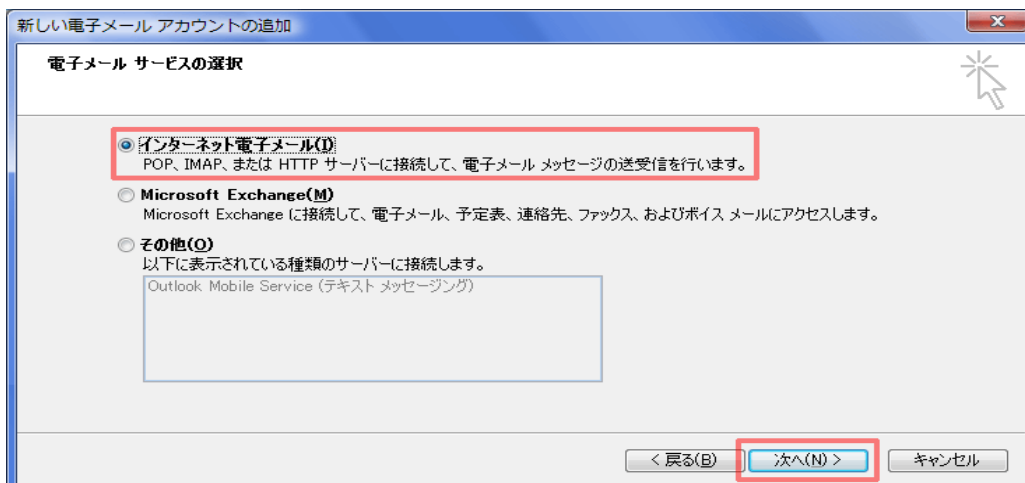 新しい電子メール アカウントの追加
電子メール サービスの選択
インターネット電子メール(I)
POP、IMAP、または HTTP サーバーに接続して、電子メール メッセージの送受信を行います。
Microsoft Exchange(M)
Microsoft Exchange に接続して、電子メール、予定表、連絡先、ファックス、およびボイス メールにアクセスします。
その他(O)
以下に表示されている種類のサーバーに接続します。
Outlook Mobile Service (テキスト メッセージング)
< 戻る(B) 次へ(N) > キャンセル